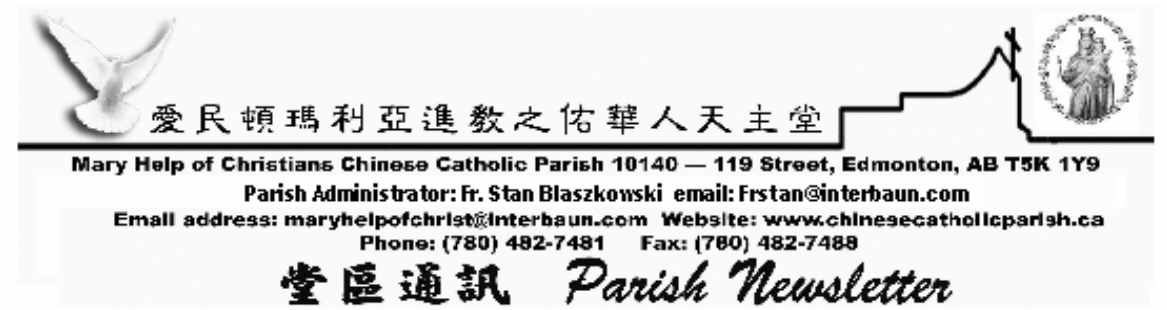 愛民頓瑪利亞進教之佑華人天主堂
Mary Help of Christians Chinese Catholic Parish 10140 — 119 Street, Edmonton, AB T5K 1Y9
Parish Administrator: Fr. Stan Blaszkowski email: Frstan@interbaun.com
Email address: maryhelpofchrist@interbaun.com Website: www.chinesecatholicparish.ca
Phone: (780) 482-7481 Fax: (780) 482-7488
堂區通訊 Parish Newsletter